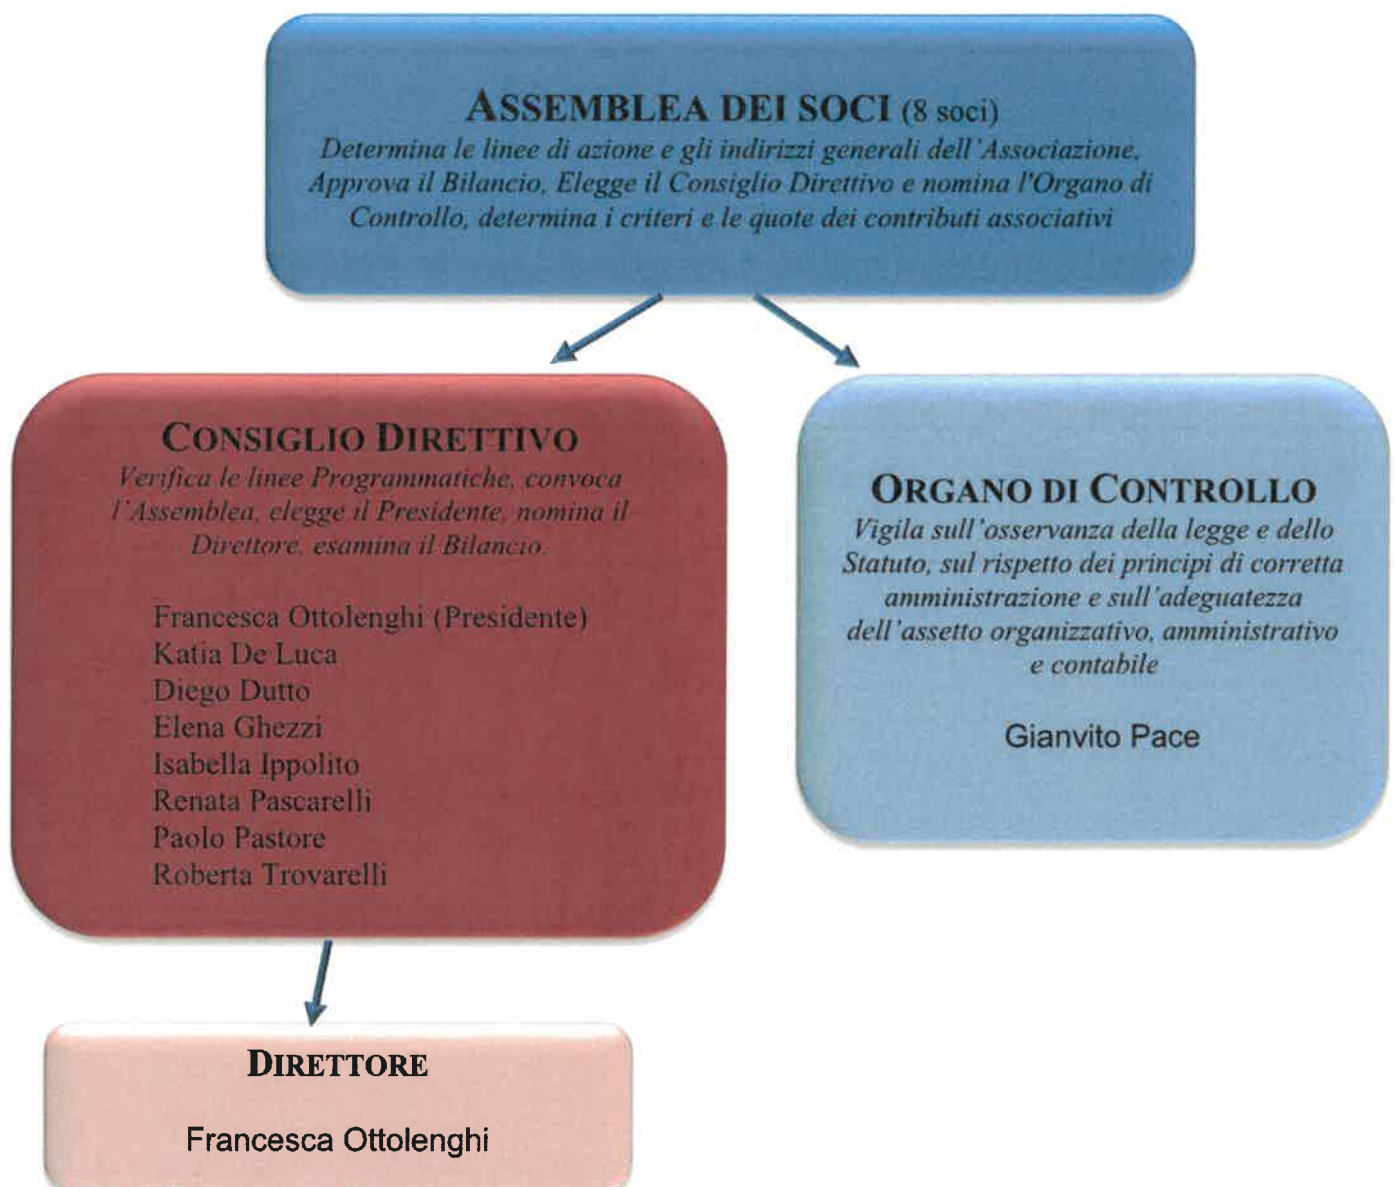 ASSEMBLEA DEI SOCI (8 soci)
Determina le linee di azione e gli indirizzi generali dell'Associazione,
Approva il Bilancio, Elegge il Consiglio Direttivo e nomina l'Organo di
Controllo, determina i criteri e le quote dei contributi associativi
CONSIGLIO DIRETTIVO
Verifica le linee Programmatiche, convoca
l'Assemblea, elegge il Presidente, nomina il
Direttore, esamina il Bilancio.
Francesca Ottolenghi (Presidente)
Katia De Luca
Diego Dutto
Elena Ghezzi
Isabella Ippolito
Renata Pascarelli
Paolo Pastore
Roberta Trovarelli
ORGANO DI CONTROLLO
Vigila sull'osservanza della legge e dello
Statuto, sul rispetto dei principi di corretta
amministrazione e sull'adeguatezza
dell'assetto organizzativo, amministrativo
e contabile
Gianvito Pace
DIRETTORE
Francesca Ottolenghi